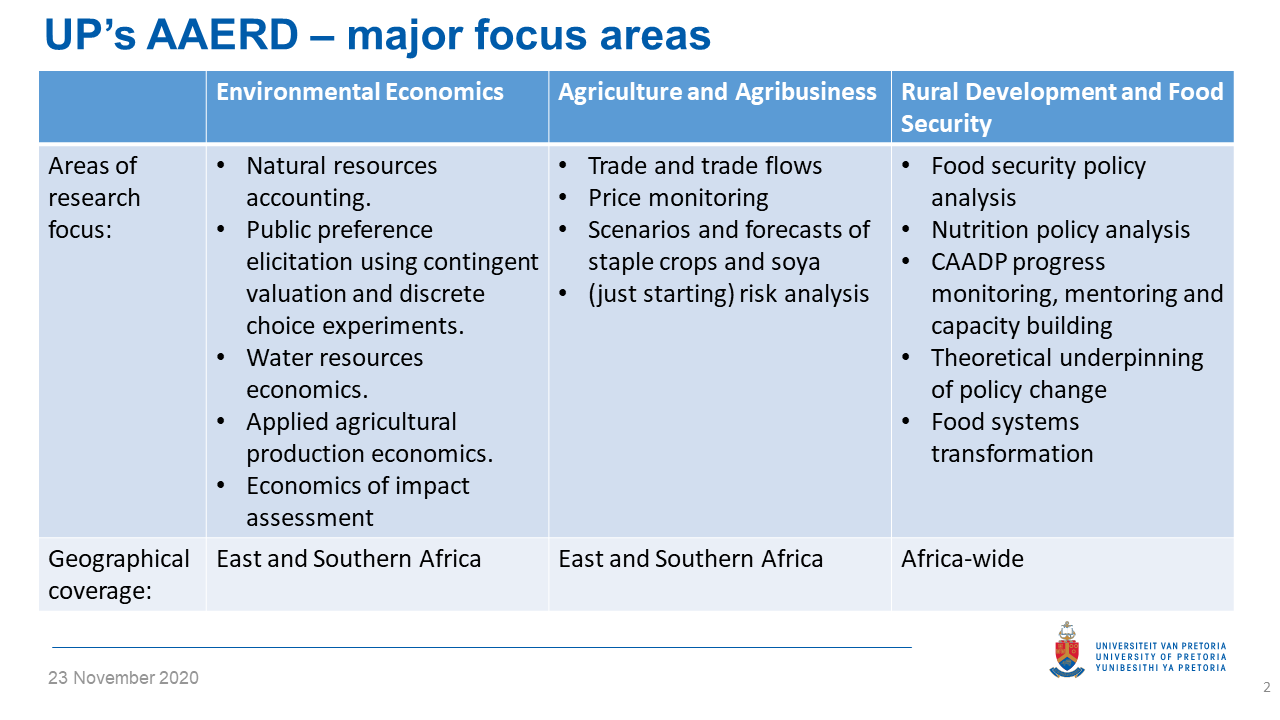 UP’s AAERD – major focus areas
Environmental Economics
Agriculture and Agribusiness
Rural Development and Food
Security
Areas of
research
focus:
• Natural resources
accounting.
• Public preference
elicitation using contingent
valuation and discrete
choice experiments.
• Water resources
economics.
• Applied agricultural
production economics.
• Economics of impact
assessment
• Trade and trade flows
• Price monitoring
• Scenarios and forecasts of
staple crops and soya
• (just starting) risk analysis
• Food security policy
analysis
• Nutrition policy analysis
• CAADP progress
monitoring, mentoring and
capacity building
• Theoretical underpinning
of policy change
• Food systems
transformation
Geographical
coverage:
East and Southern Africa
East and Southern Africa
Africa-wide
23 November 2020
UNIVERSITEIT VAN PRETORIA
UNIVERSITY OF PRETORIA
YUNIBESITHI YA PRETORIA
2